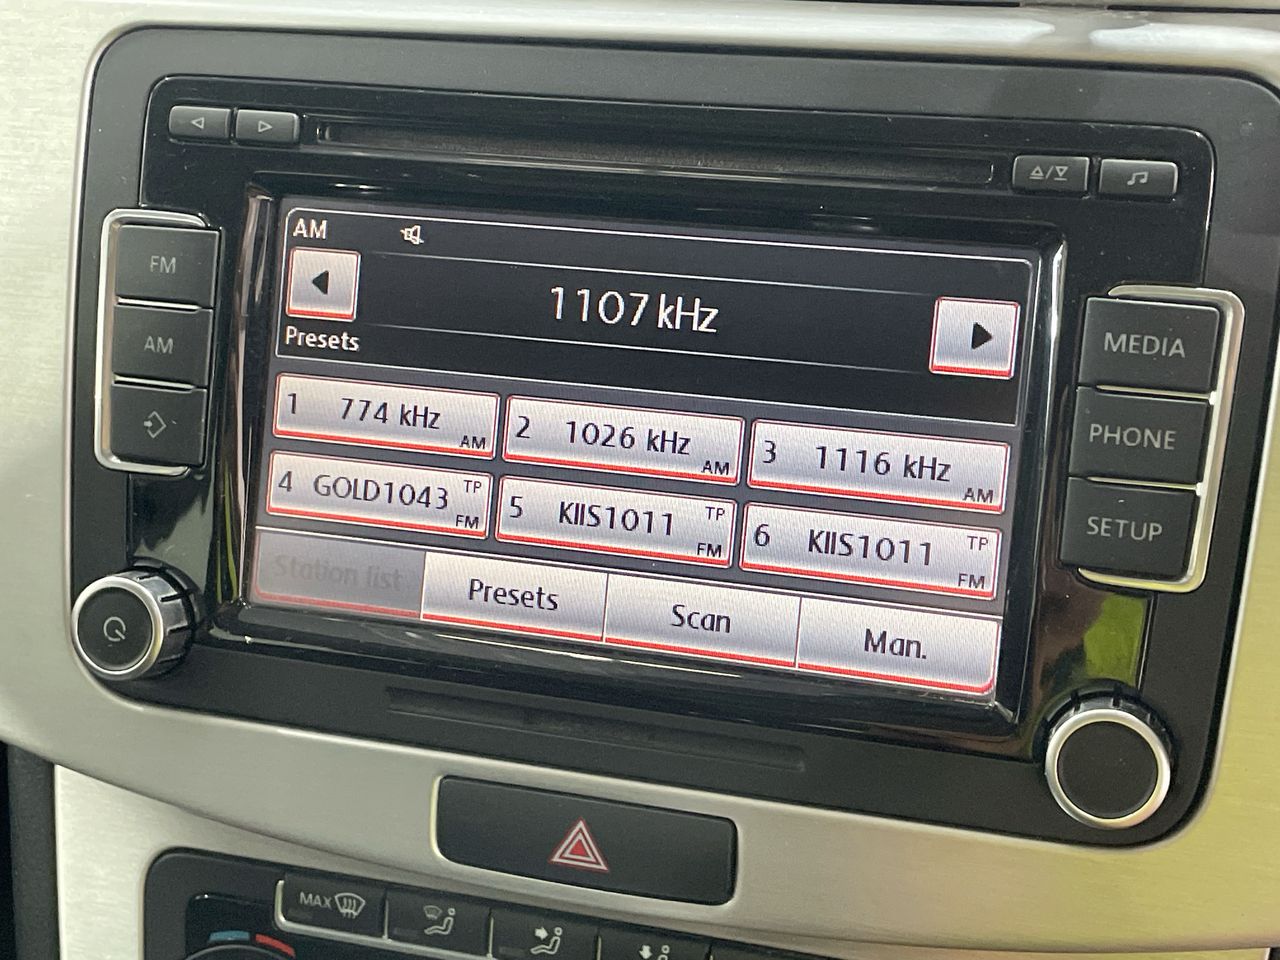 AM
1107 kHz
Presets
1 774 kHz AM
2 1026 kHz AM
3 1116 kHz AM
4 GOLD1043 TP FM
5 KIIS1011 TP FM
6 KIIS1011 TP FM
Station list
Presets
Scan
Man.
FM
AM
MEDIA
PHONE
SETUP
MAX